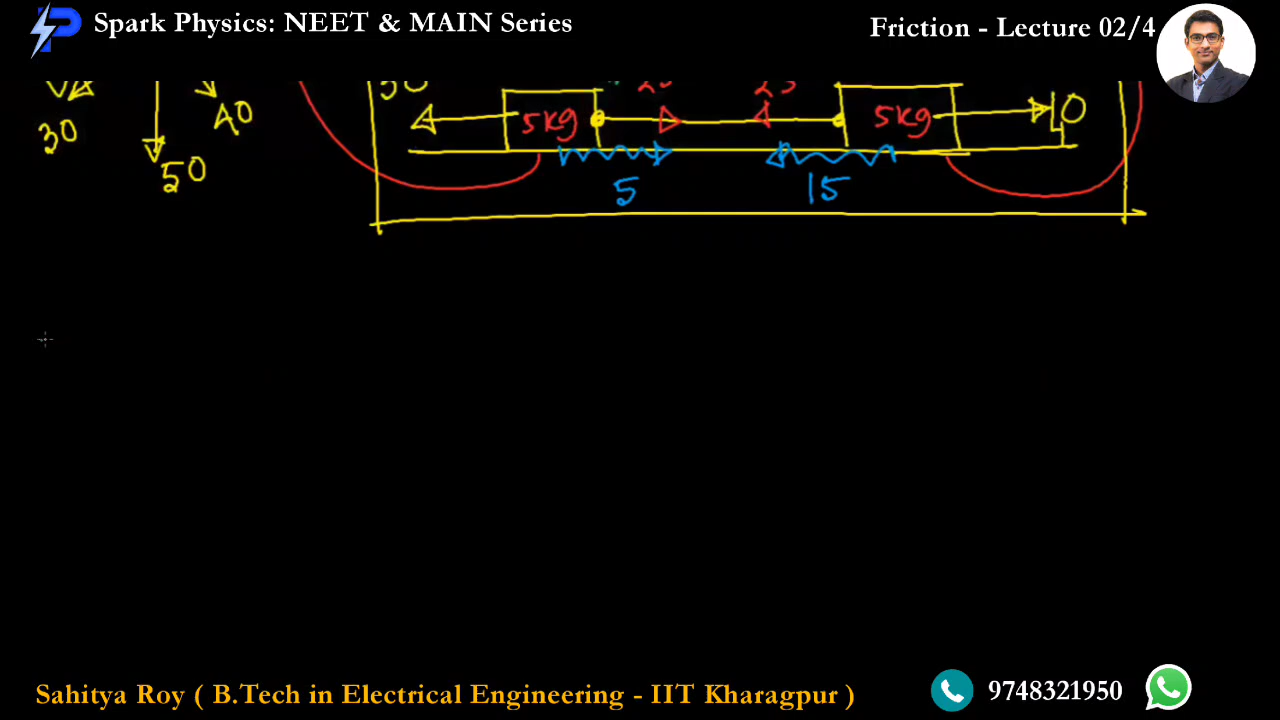 Spark Physics: NEET & MAIN Series
Friction - Lecture 02/4
30
40
50
5kg
5kg
40
5
15
Sahitya Roy ( B.Tech in Electrical Engineering - IIT Kharagpur )
9748321950